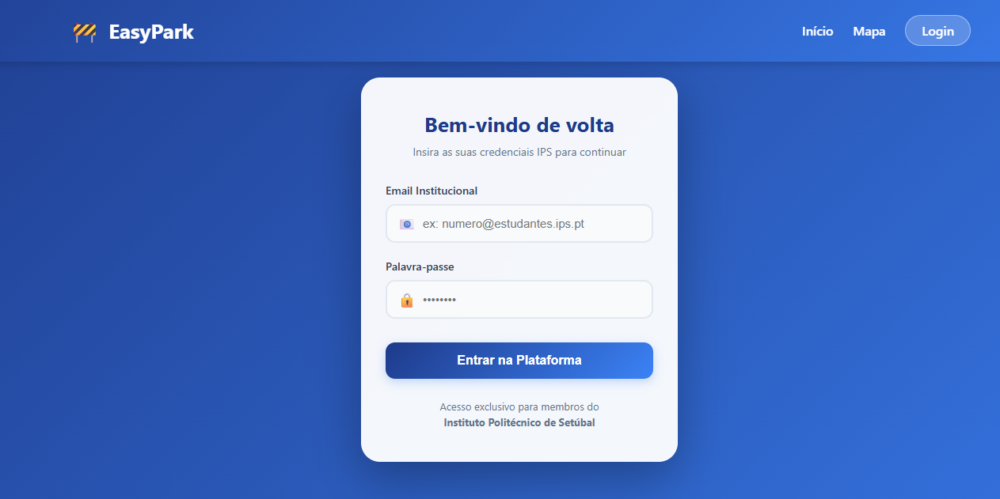 EasyPark
Início
Mapa
Login
Bem-vindo de volta
Insira as suas credenciais IPS para continuar
Email Institucional
ex: numero@estudantes.ips.pt
Palavra-passe
••••••••
Entrar na Plataforma
Acesso exclusivo para membros do
Instituto Politécnico de Setúbal